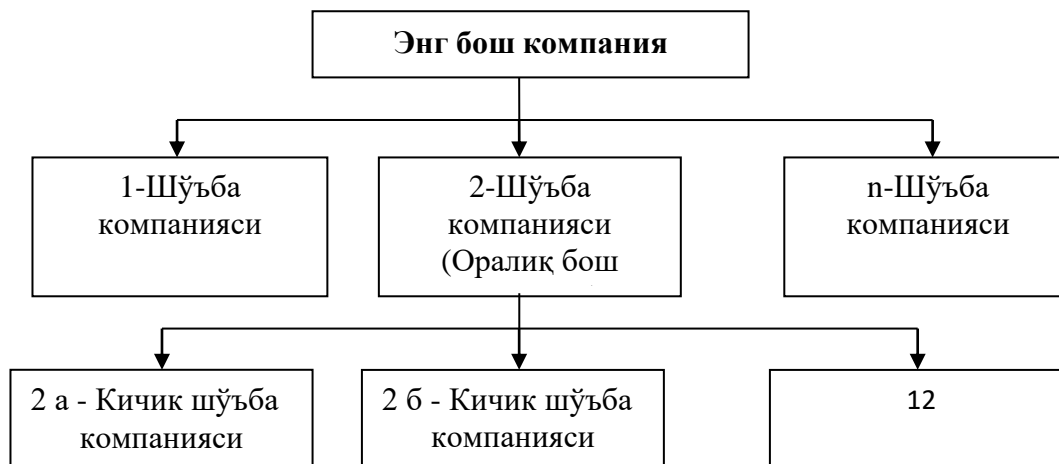 Энг бош компания
1-Шўъба
компанияси
2-Шўъба
компанияси
(Оралиқ бош
n-Шўъба
компанияси
2 а - Кичик шўъба
компанияси
2 б - Кичик шўъба
компанияси
12